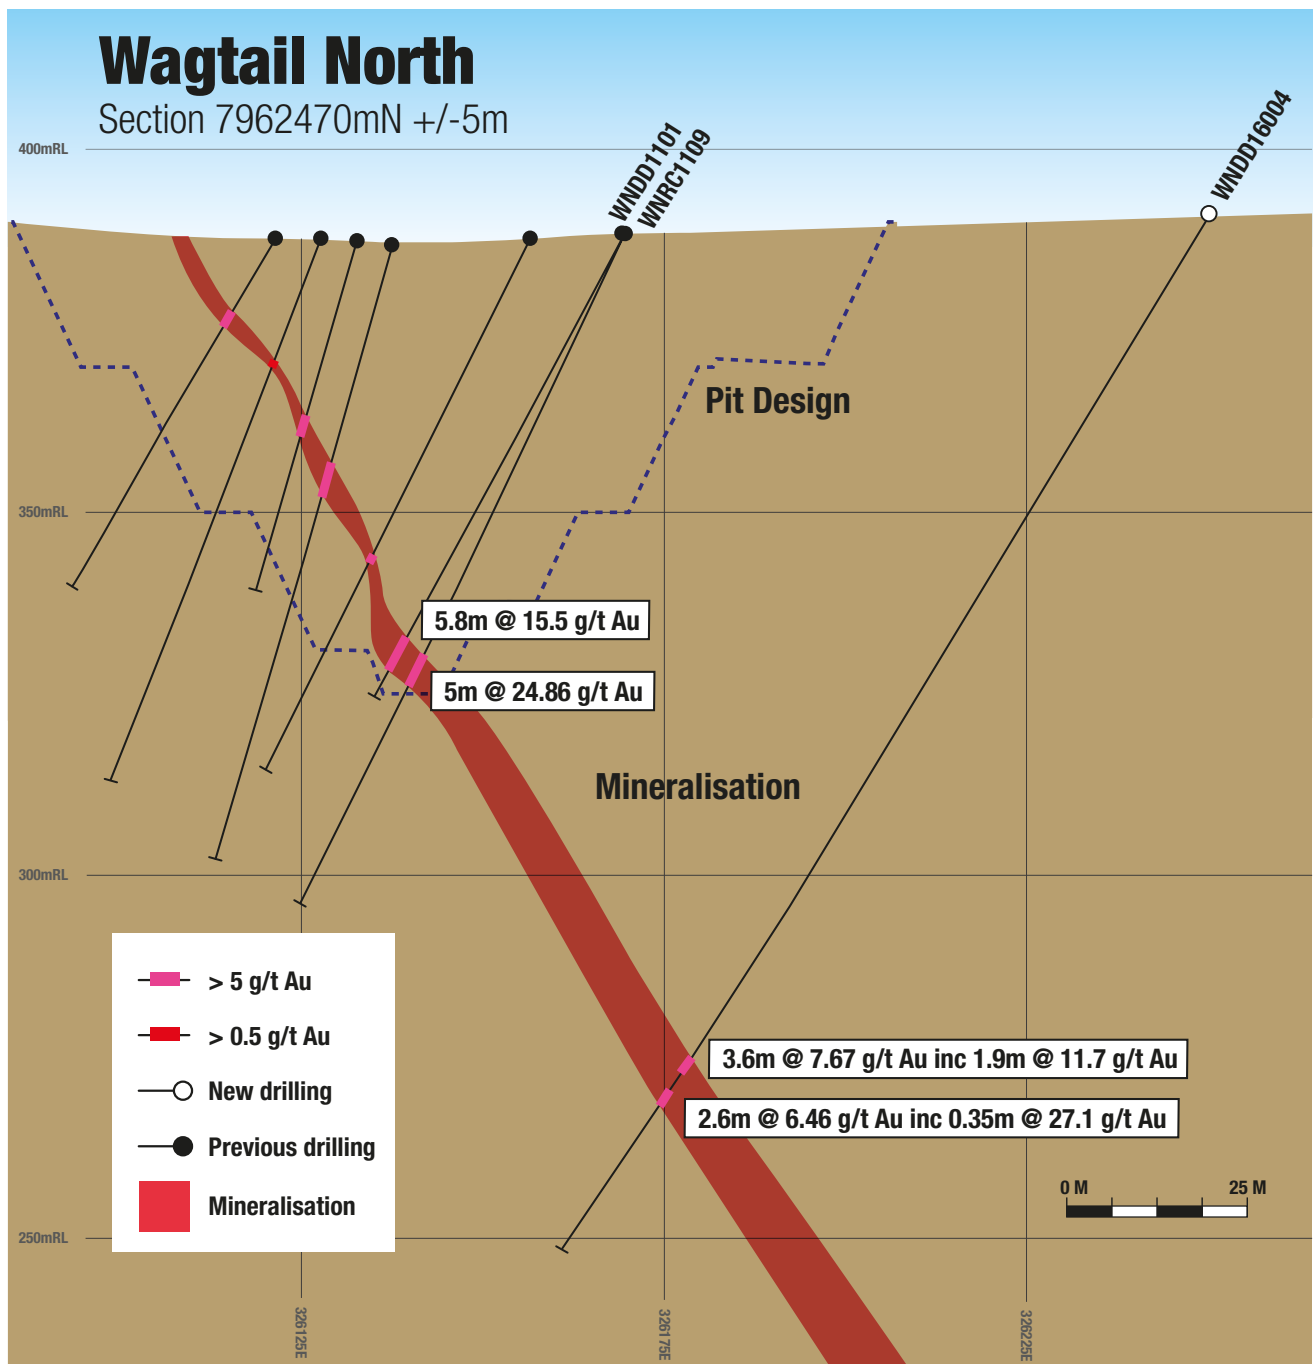 Wagtail North
Section 7962470mN +/-5m
400mRL
WNDD1101
WNRC1109
WNDD16004
Pit Design
350mRL
5.8m @ 15.5 g/t Au
5m @ 24.86 g/t Au
Mineralisation
300mRL
> 5 g/t Au
> 0.5 g/t Au
New drilling
Previous drilling
Mineralisation
3.6m @ 7.67 g/t Au inc 1.9m @ 11.7 g/t Au
2.6m @ 6.46 g/t Au inc 0.35m @ 27.1 g/t Au
0 M 25 M
250mRL
326125E
326175E
326225E